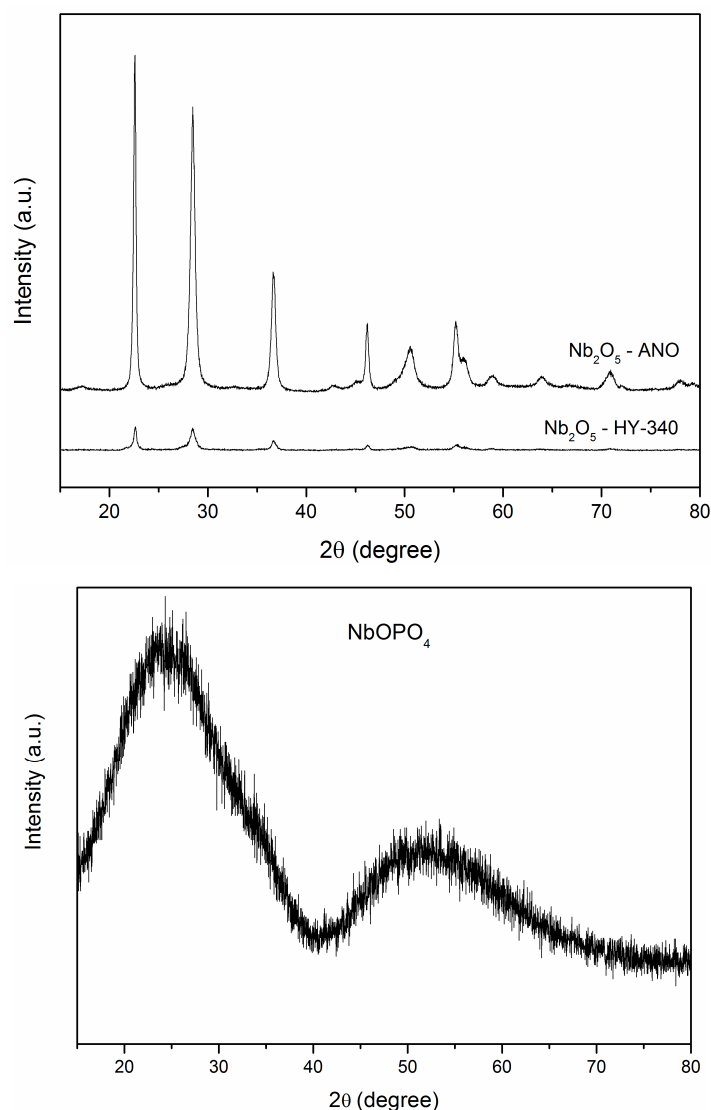 Intensity (a.u.)
Nb₂O₅ - ANO
Nb₂O₅ - HY-340
20 30 40 50 60 70 80
2θ (degree)
NbOPO₄
Intensity (a.u.)
20 30 40 50 60 70 80
2θ (degree)